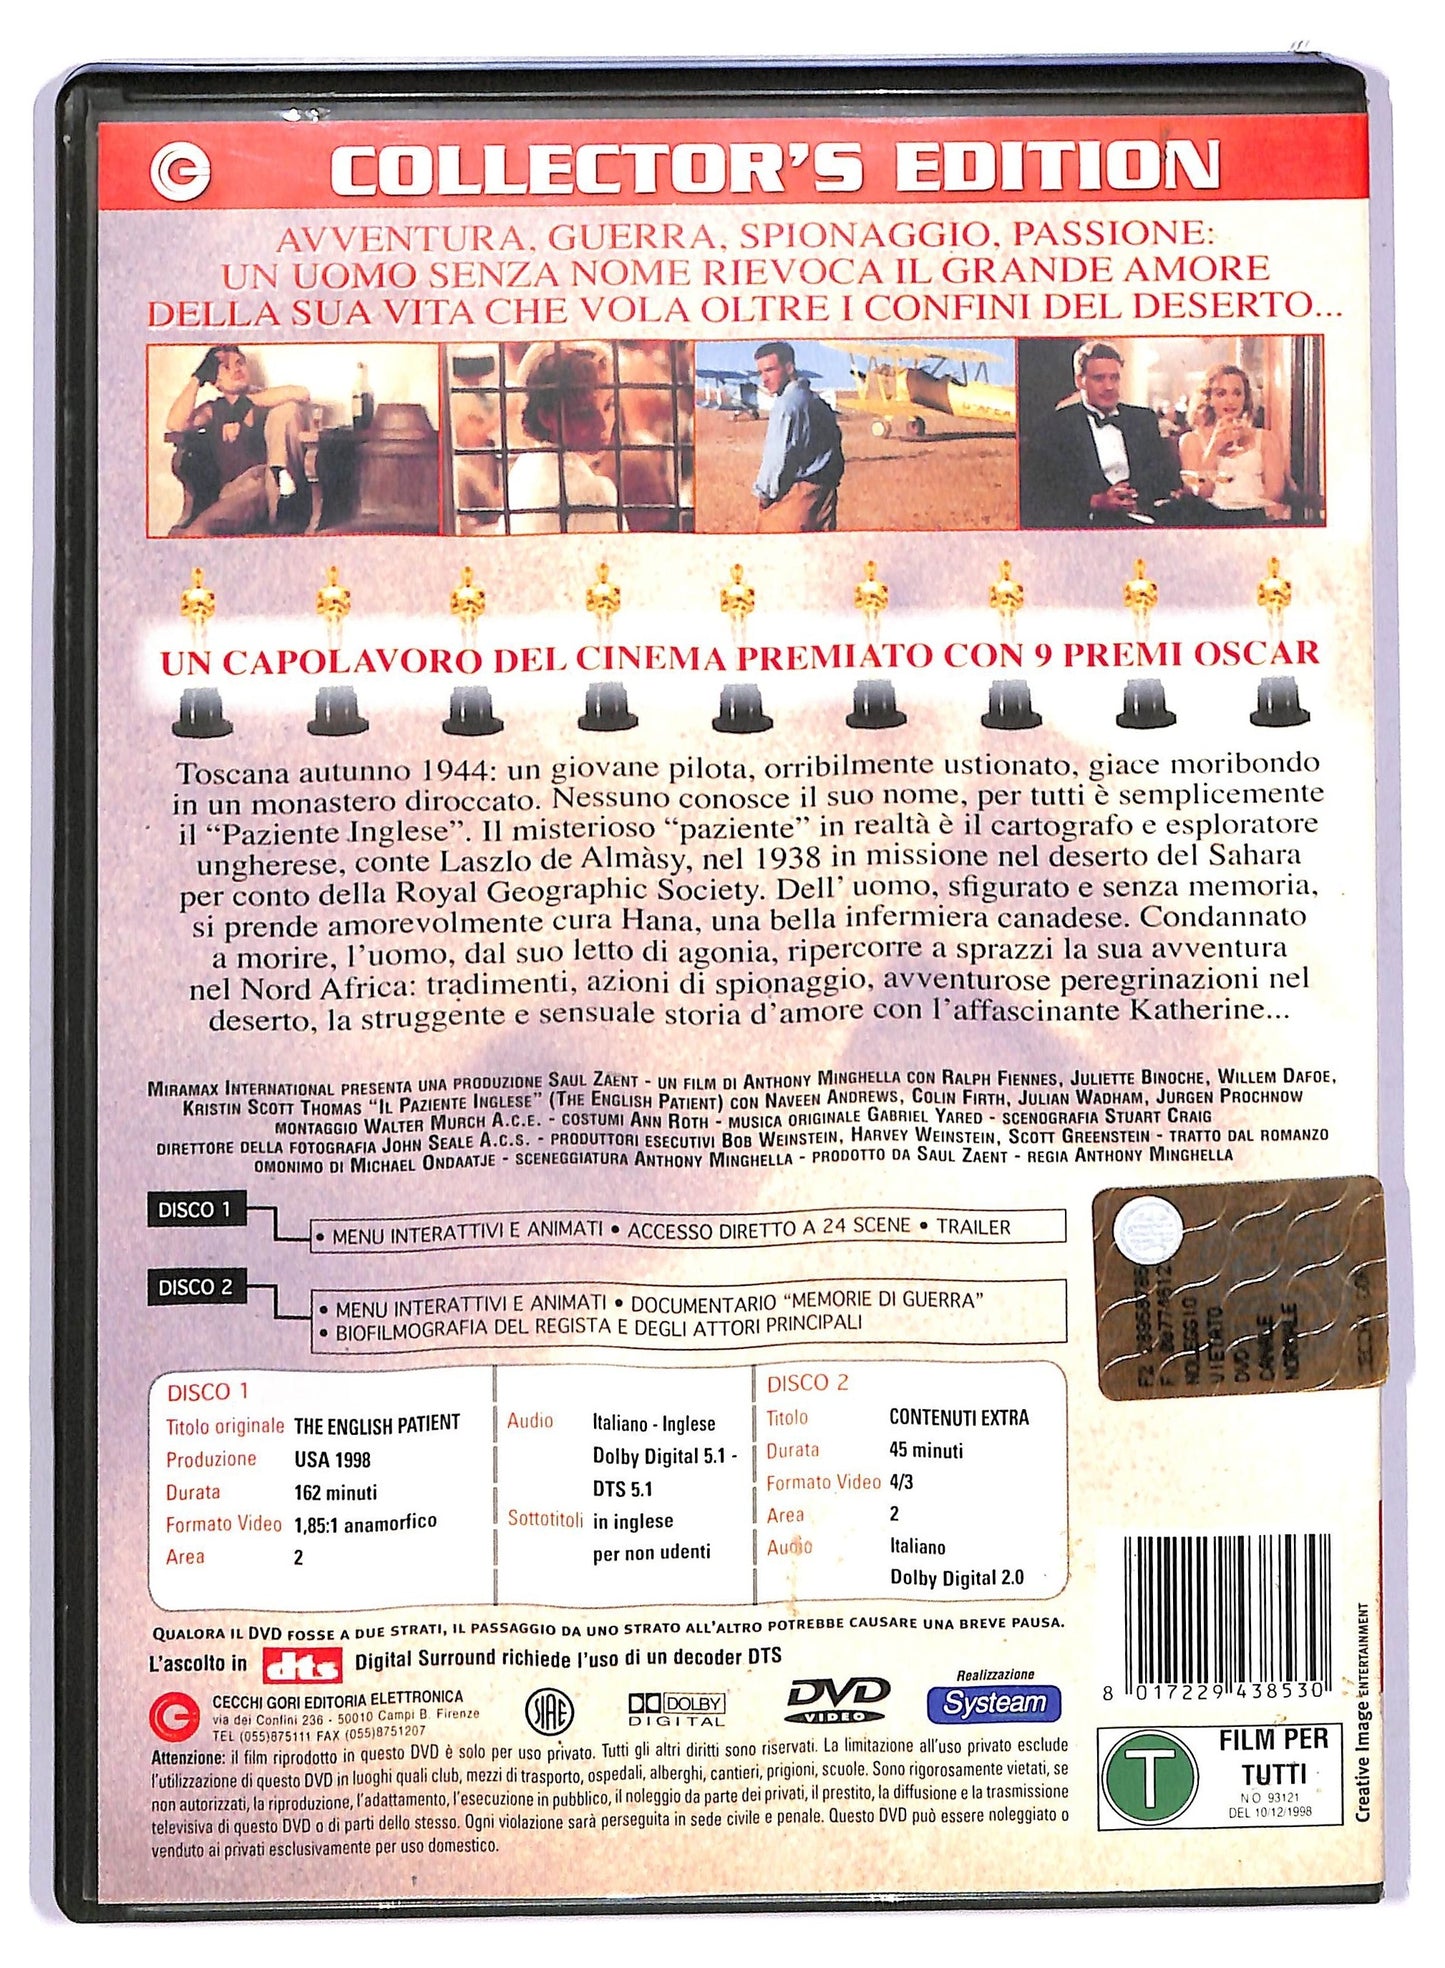 COLLECTOR'S EDITION
AVVENTURA, GUERRA, SPIONAGGIO, PASSIONE:
UN UOMO SENZA NOME RIEVOCA IL GRANDE AMORE
DELLA SUA VITA CHE VOLA OLTRE I CONFINI DEL DESERTO...
UN CAPOLAVORO DEL CINEMA PREMIATO CON 9 PREMI OSCAR
Toscana autunno 1944: un giovane pilota, orribilmente ustionato, giace moribondo
in un monastero diroccato. Nessuno conosce il suo nome, per tutti è semplicemente
il “Paziente Inglese”. Il misterioso “paziente” in realtà è il cartografo e esploratore
ungherese, conte Laszlo de Almàsy, nel 1938 in missione nel deserto del Sahara
per conto della Royal Geographic Society. Dell' uomo, sfigurato e senza memoria,
si prende amorevolmente cura Hana, una bella infermiera canadese. Condannato
a morire, l'uomo, dal suo letto di agonia, ripercorre a sprazzi la sua avventura
nel Nord Africa: tradimenti, azioni di spionaggio, avventurose peregrinazioni nel
deserto, la struggente e sensuale storia d'amore con l'affascinante Katherine...
MIRAMAX INTERNATIONAL PRESENTA UNA PRODUZIONE SAUL ZAENT - UN FILM DI ANTHONY MINGHELLA CON RALPH FIENNES, JULIETTE BINOCHE, WILLEM DAFOE,
KRISTIN SCOTT THOMAS “IL PAZIENTE INGLESE” (THE ENGLISH PATIENT) CON NAVEEN ANDREWS, COLIN FIRTH, JULIAN WADHAM, JURGEN PROCHNOW
MONTAGGIO WALTER MURCH A.C.E. - COSTUMI ANN ROTH - MUSICA ORIGINALE GABRIEL YARED - SCENOGRAFIA STUART CRAIG
DIRETTORE DELLA FOTOGRAFIA JOHN SEALE A.C.S. - PRODUTTORI ESECUTIVI BOB WEINSTEIN, HARVEY WEINSTEIN, SCOTT GREENSTEIN - TRATTO DAL ROMANZO
OMONIMO DI MICHAEL ONDAATJE - SCENEGGIATURA ANTHONY MINGHELLA - PRODOTTO DA SAUL ZAENT - REGIA ANTHONY MINGHELLA
DISCO 1
• MENU INTERATTIVI E ANIMATI • ACCESSO DIRETTO A 24 SCENE • TRAILER
DISCO 2
• MENU INTERATTIVI E ANIMATI • DOCUMENTARIO “MEMORIE DI GUERRA”
• BIOFILMOGRAFIA DEL REGISTA E DEGLI ATTORI PRINCIPALI
NOLEGGIO
VIETATO
DVD
CANALE
NORMALE
DISCO 1
Titolo originale THE ENGLISH PATIENT
Produzione USA 1998
Durata 162 minuti
Formato Video 1,85:1 anamorfico
Area 2
Audio Italiano - Inglese
Dolby Digital 5.1 -
DTS 5.1
Sottotitoli in inglese
per non udenti
DISCO 2
Titolo CONTENUTI EXTRA
Durata 45 minuti
Formato Video 4/3
Area 2
Audio Italiano
Dolby Digital 2.0
QUALORA IL DVD FOSSE A DUE STRATI, IL PASSAGGIO DA UNO STRATO ALL'ALTRO POTREBBE CAUSARE UNA BREVE PAUSA.
L'ascolto in dts Digital Surround richiede l'uso di un decoder DTS
CECCHI GORI EDITORIA ELETTRONICA
via dei Confini 236 - 50010 Campi B. Firenze
TEL (055)875111 FAX (055)8751207
SIAE
DOLBY
DIGITAL
DVD
VIDEO
Realizzazione
Systeam
Attenzione: il film riprodotto in questo DVD è solo per uso privato. Tutti gli altri diritti sono riservati. La limitazione all'uso privato esclude
l'utilizzazione di questo DVD in luoghi quali club, mezzi di trasporto, ospedali, alberghi, cantieri, prigioni, scuole. Sono rigorosamente vietati, se
non autorizzati, la riproduzione, l'adattamento, l'esecuzione in pubblico, il noleggio da parte dei privati, il prestito, la diffusione e la trasmissione
televisiva di questo DVD o di parti dello stesso. Ogni violazione sarà perseguita in sede civile e penale. Questo DVD può essere noleggiato o
venduto ai privati esclusivamente per uso domestico.
8 017229 438530
T
FILM PER
TUTTI
N O 93121
DEL 10/12/1998
Creative Image ENTERTAINMENT